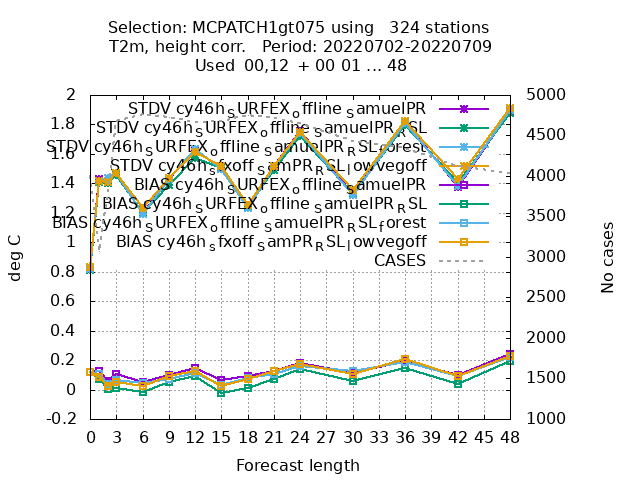 Selection: MCPATCH1gt075 using 324 stations
T2m, height corr. Period: 20220702-20220709
Used 00,12 + 00 01 ... 48
STDV cy46h_SURFEX_offline_samuelPR
STDV cy46h_SURFEX_offline_samuelPR_RSL
STDV cy46h_SURFEX_offline_samuelPR_RSL_forest
STDV cy46h_sfxoff_samPR_RSL_lowvegoff
BIAS cy46h_SURFEX_offline_samuelPR
BIAS cy46h_SURFEX_offline_samuelPR_RSL
BIAS cy46h_SURFEX_offline_samuelPR_RSL_forest
BIAS cy46h_sfxoff_samPR_RSL_lowvegoff
CASES
2
1.8
1.6
1.4
1.2
1
0.8
0.6
0.4
0.2
0
-0.2
deg C
5000
4500
4000
3500
3000
2500
2000
1500
1000
No cases
0 3 6 9 12 15 18 21 24 27 30 33 36 39 42 45 48
Forecast length